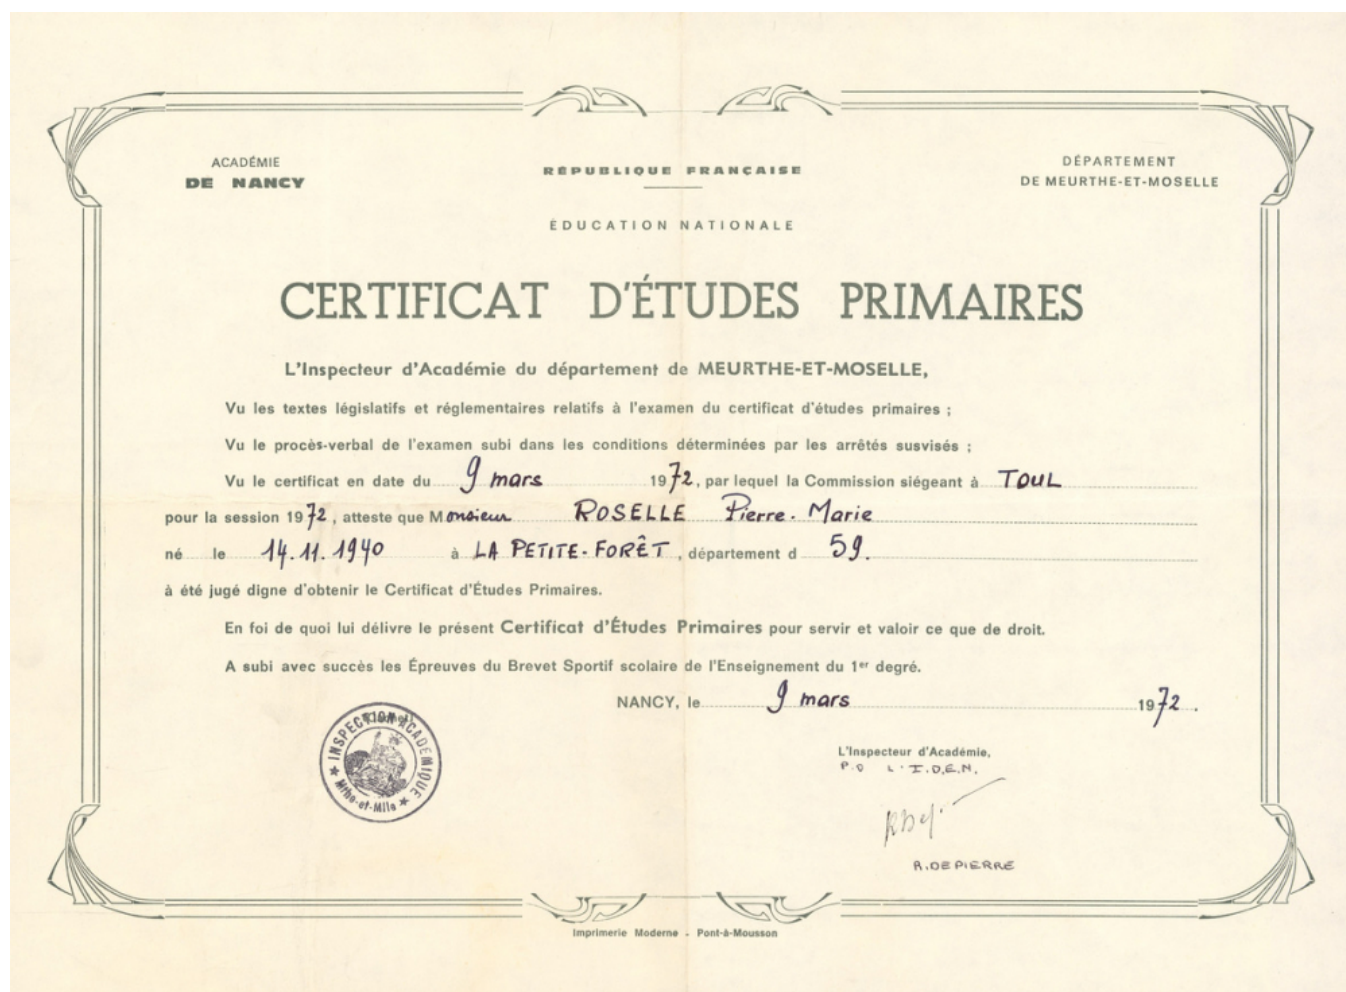 ACADÉMIE
DE NANCY
RÉPUBLIQUE FRANÇAISE
DÉPARTEMENT
DE MEURTHE-ET-MOSELLE
ÉDUCATION NATIONALE
CERTIFICAT D'ÉTUDES PRIMAIRES
L'Inspecteur d'Académie du département de MEURTHE-ET-MOSELLE,
Vu les textes législatifs et réglementaires relatifs à l'examen du certificat d'études primaires ;
Vu le procès-verbal de l'examen subi dans les conditions déterminées par les arrêtés susvisés ;
Vu le certificat en date du 9 mars 1972, par lequel la Commission siégeant à TOUL
pour la session 1972, atteste que Monsieur ROSELLE Pierre-Marie
né le 14.11.1940 à LA PETITE-FORÊT, département d 59.
à été jugé digne d'obtenir le Certificat d'Études Primaires.
En foi de quoi lui délivre le présent Certificat d'Études Primaires pour servir et valoir ce que de droit.
A subi avec succès les Épreuves du Brevet Sportif scolaire de l'Enseignement du 1er degré.
NANCY, le 9 mars 1972.
INSPECTION ACADÉMIQUE
Mthe-et-Mlle
L'Inspecteur d'Académie,
P.O L'I.D.E.N.
R. DEPIERRE
Imprimerie Moderne - Pont-à-Mousson